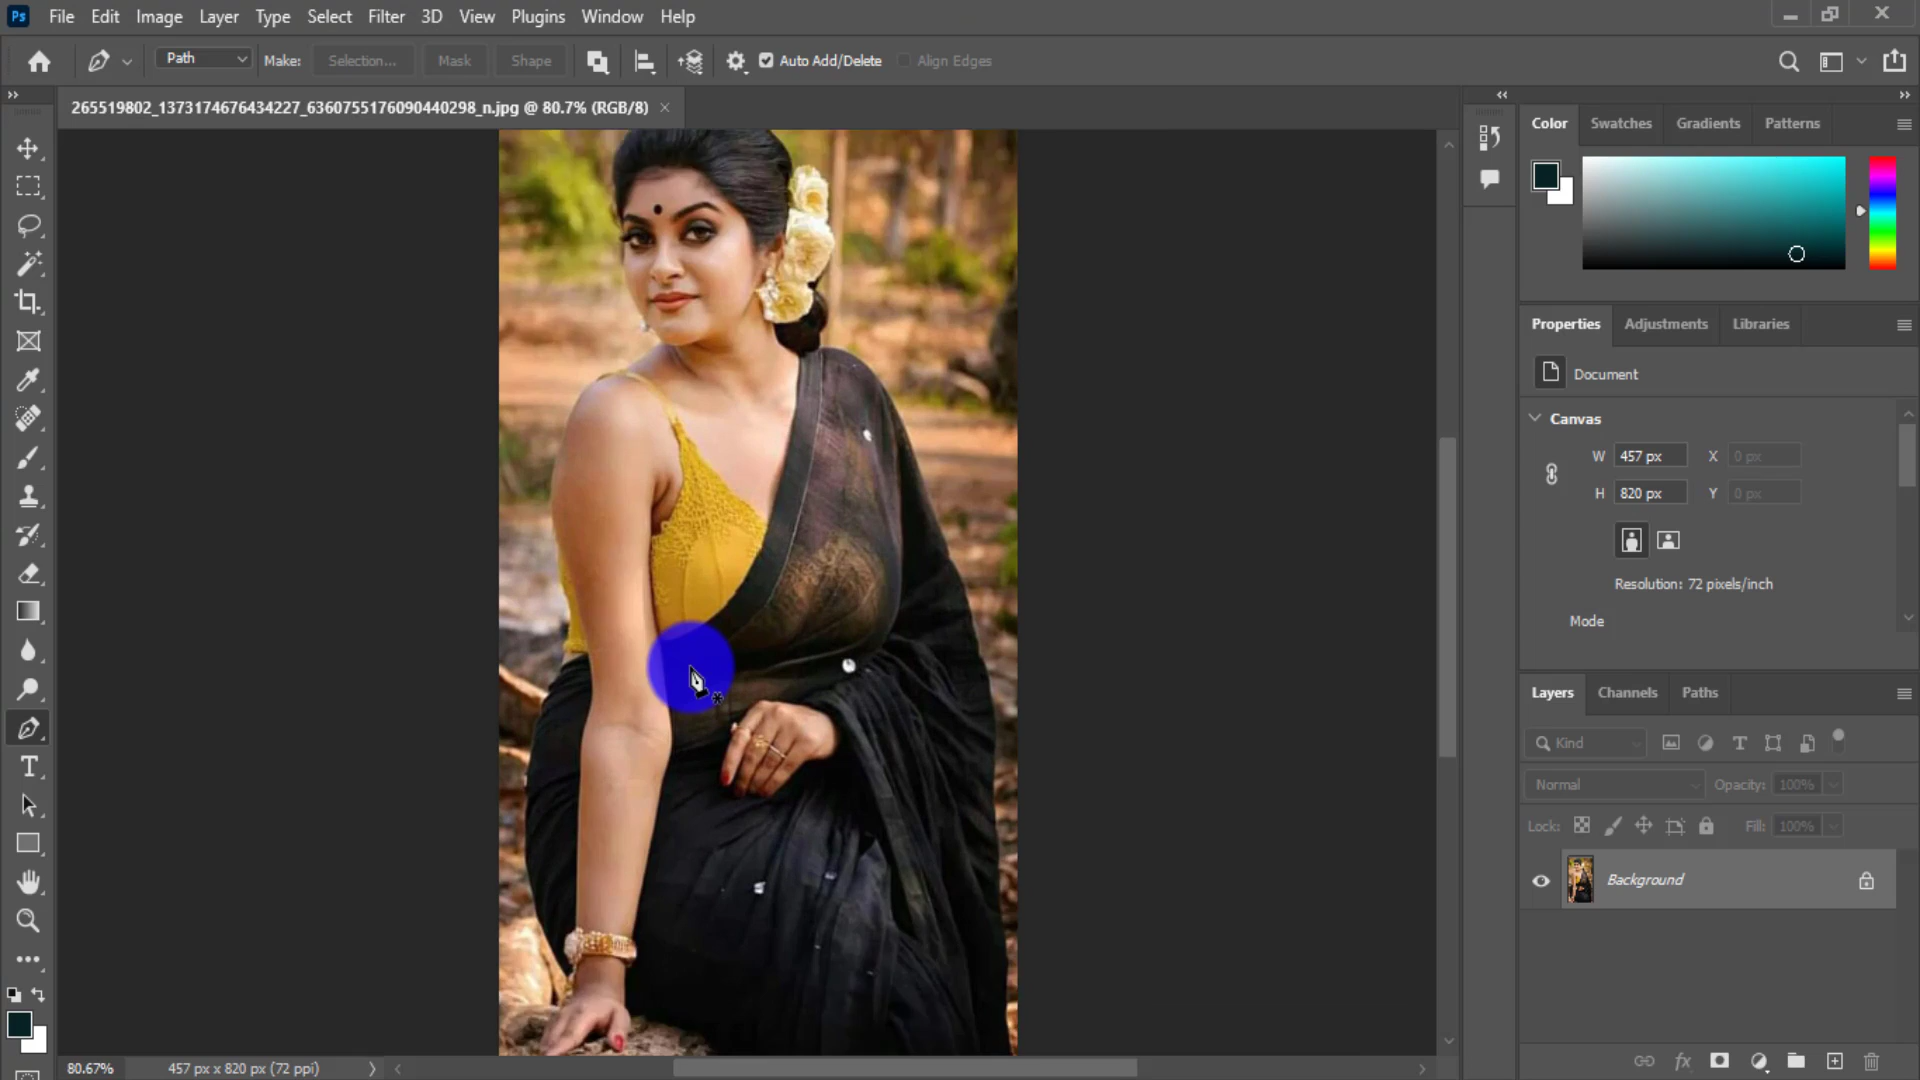 Ps File Edit Image Layer Type Select Filter 3D View Plugins Window Help
Path Make: Selection... Mask Shape Auto Add/Delete Align Edges
265519802_1373174676434227_6360755176090440298_n.jpg @ 80.7% (RGB/8)
Color Swatches Gradients Patterns
Properties Adjustments Libraries
Document
Canvas
W 457 px X 0 px
H 820 px Y 0 px
Resolution: 72 pixels/inch
Mode
Layers Channels Paths
Kind
Normal Opacity: 100%
Lock: Fill: 100%
Background
80.67% 457 px x 820 px (72 ppi)